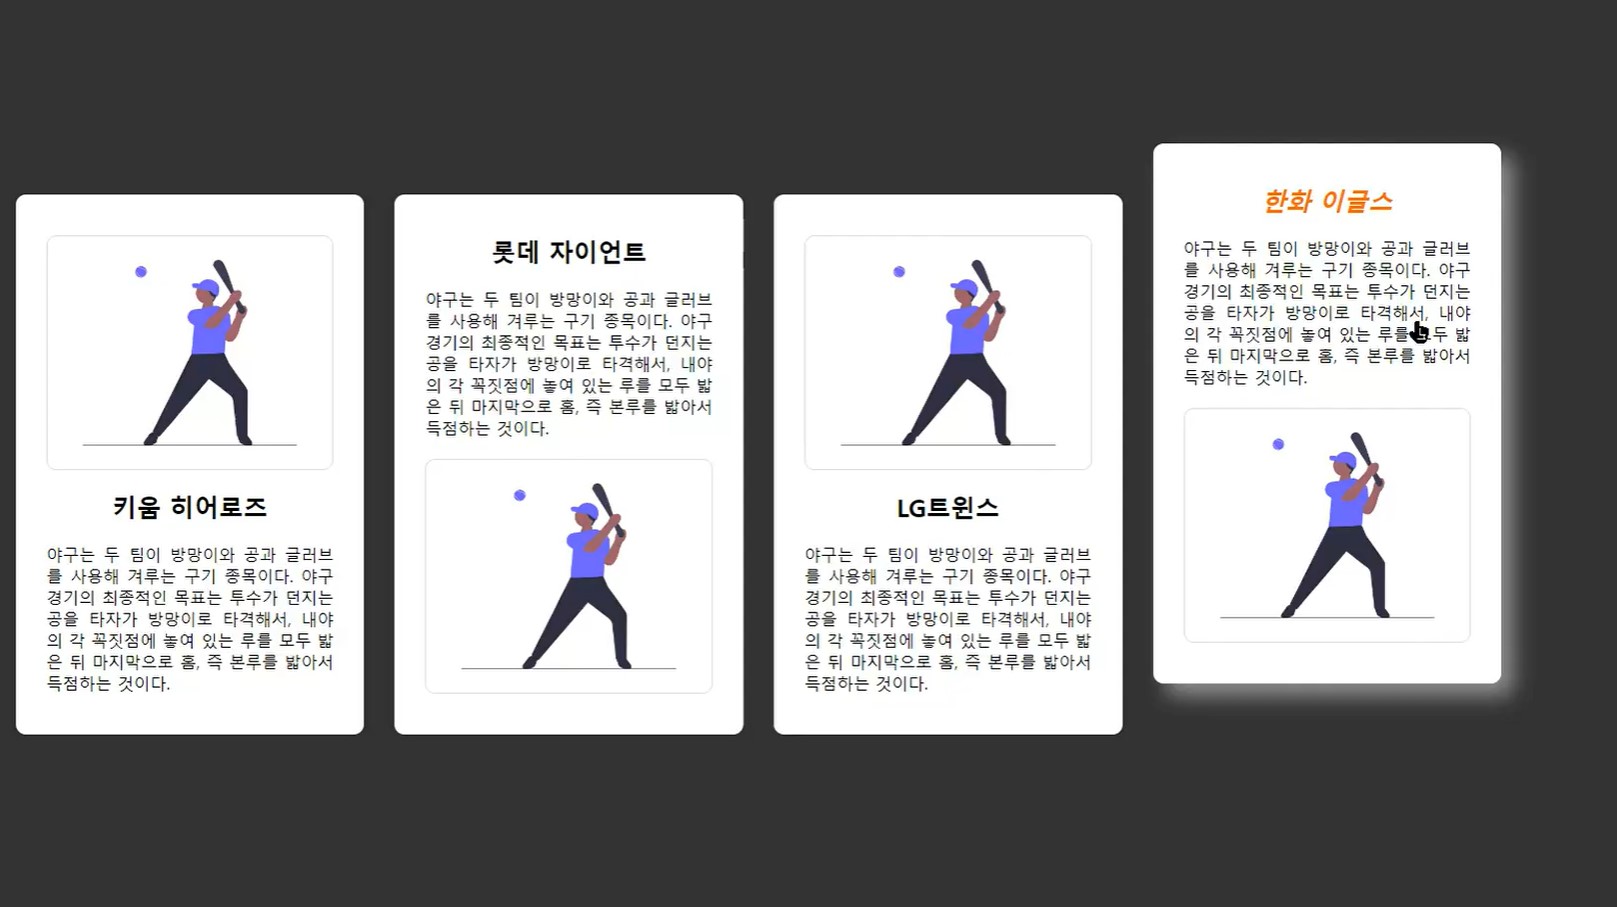 키움 히어로즈
야구는 두 팀이 방망이와 공과 글러브
를 사용해 겨루는 구기 종목이다. 야구
경기의 최종적인 목표는 투수가 던지는
공을 타자가 방망이로 타격해서, 내야
의 각 꼭짓점에 놓여 있는 루를 모두 밟
은 뒤 마지막으로 홈, 즉 본루를 밟아서
득점하는 것이다.
롯데 자이언트
야구는 두 팀이 방망이와 공과 글러브
를 사용해 겨루는 구기 종목이다. 야구
경기의 최종적인 목표는 투수가 던지는
공을 타자가 방망이로 타격해서, 내야
의 각 꼭짓점에 놓여 있는 루를 모두 밟
은 뒤 마지막으로 홈, 즉 본루를 밟아서
득점하는 것이다.
LG트윈스
야구는 두 팀이 방망이와 공과 글러브
를 사용해 겨루는 구기 종목이다. 야구
경기의 최종적인 목표는 투수가 던지는
공을 타자가 방망이로 타격해서, 내야
의 각 꼭짓점에 놓여 있는 루를 모두 밟
은 뒤 마지막으로 홈, 즉 본루를 밟아서
득점하는 것이다.
한화 이글스
야구는 두 팀이 방망이와 공과 글러브
를 사용해 겨루는 구기 종목이다. 야구
경기의 최종적인 목표는 투수가 던지는
공을 타자가 방망이로 타격해서, 내야
의 각 꼭짓점에 놓여 있는 루를 모두 밟
은 뒤 마지막으로 홈, 즉 본루를 밟아서
득점하는 것이다.